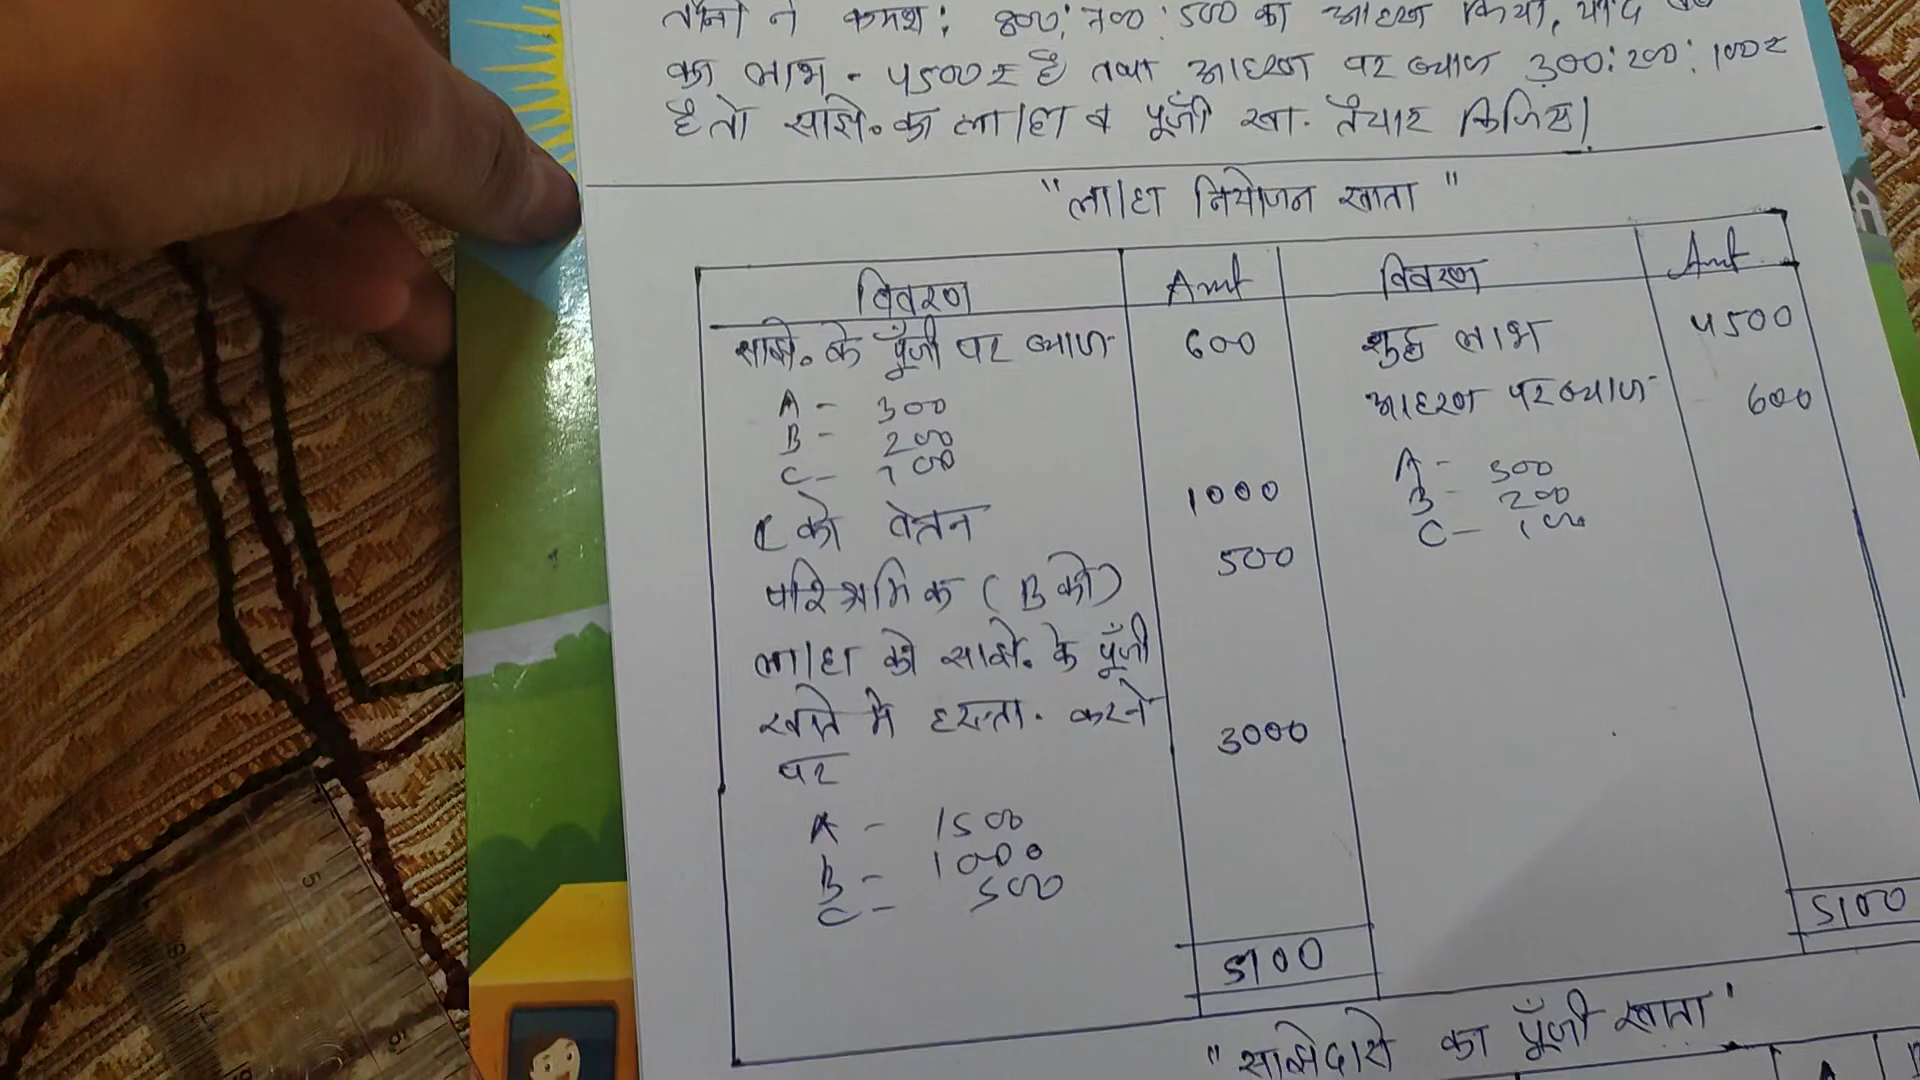 तीनों ने क्रमश: 800: 700: 500 का आहरण किया, यदि
का लाभ - 4500₹ है तथा आहरण पर ब्याज 300: 200: 100₹
है तो साझे. का ला/हा व पूँजी खा. तैयार किजिए।
"ला/हा नियोजन खाता"
विवरण Amt विवरण Amt
साझे. के पूँजी पर ब्याज 600 शुद्ध लाभ 4500
A - 300 आहरण पर ब्याज 600
B - 200
C - 100 A - 300
C को वेतन 1000 B - 200
परिश्रमिक (B को) 500 C - 100
ला/हा को साझे. के पूँजी
खाते में हस्ता. करने 3000
पर
A - 1500
B - 1000
C - 500
5100 5100
"साझेदारो का पूँजी खाता"
A